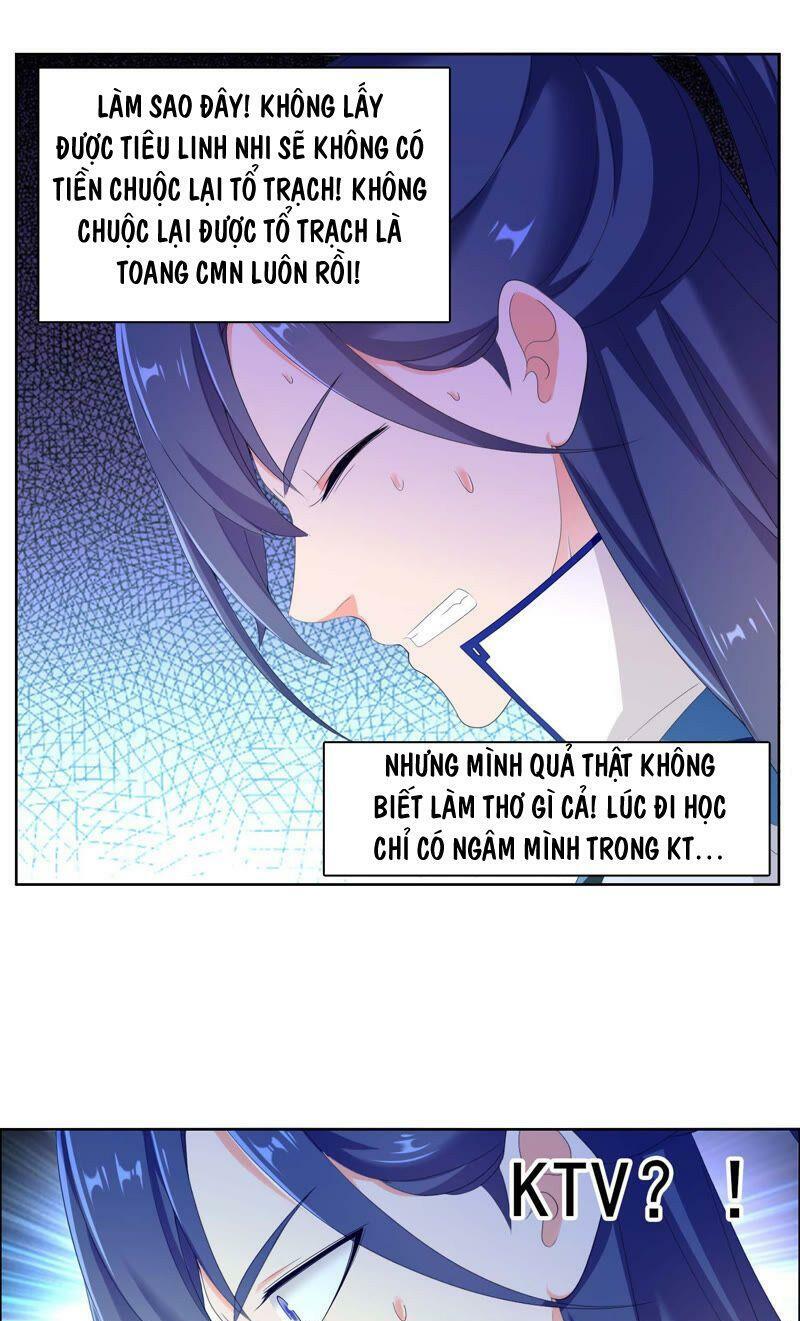 LÀM SAO ĐÂY! KHÔNG LẤY
ĐƯỢC TIÊU LINH NHI SẼ KHÔNG CÓ
TIỀN CHUỘC LẠI TỔ TRẠCH! KHÔNG
CHUỘC LẠI ĐƯỢC TỔ TRẠCH LÀ
TOANG CMN LUÔN RỒI!
NHƯNG MÌNH QUẢ THẬT KHÔNG
BIẾT LÀM THƠ GÌ CẢ! LÚC ĐI HỌC
CHỈ CÓ NGÂM MÌNH TRONG KT...
KTV? !